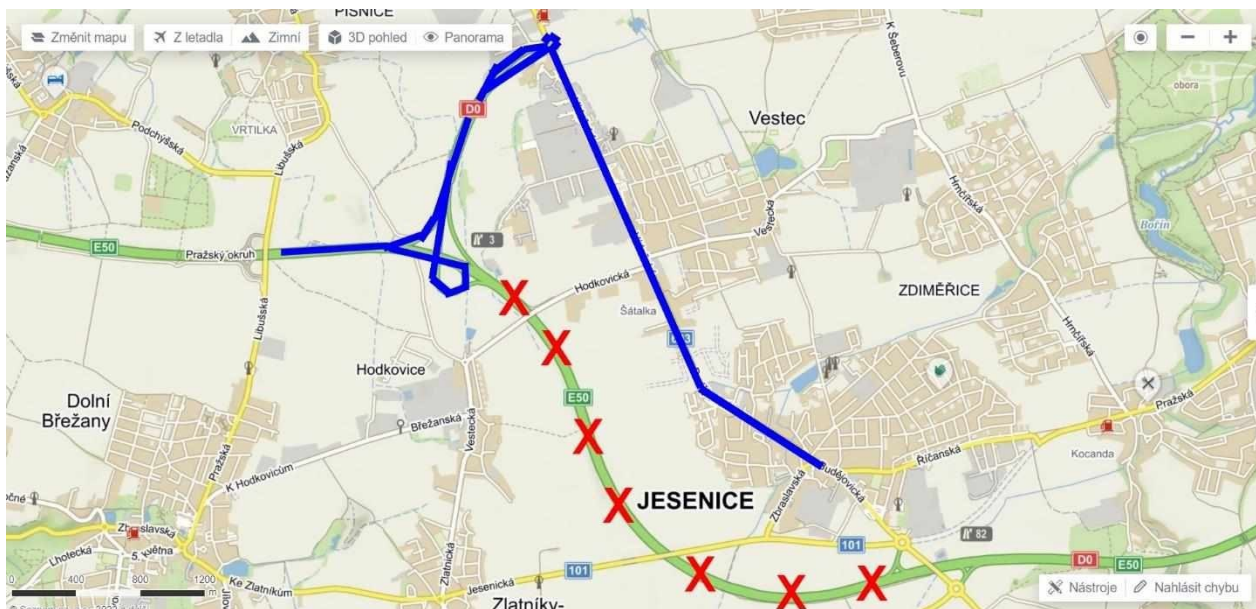 PÍSNICE
Změnit mapu
Z letadla
Zimní
3D pohled
Panorama
K Šeberovu
obora
D0
Vestec
Podchýšská
VRTILKA
Libušská
Hrnčířská
Vestecká
Bořín
E50
Pražský okruh
3
Vestecká
Hodkovická
ZDIMĚŘICE
Šátalka
Libušská
Hrnčířská
Hodkovice
Dolní
Břežany
E50
Pražská
Břežanská
Vestecká
Kocanda
Říčanská
Budějovická
K Hodkovicům
Pražská
Zbraslavská
JESENICE
Zbraslavská
82
5. května
Lhotecká
101
D0
E50
Zlatnická
Jesenická
101
Ke Zlatníkům
0 400 800 1200 m
Zlatníky-
Nástroje
Nahlásit chybu